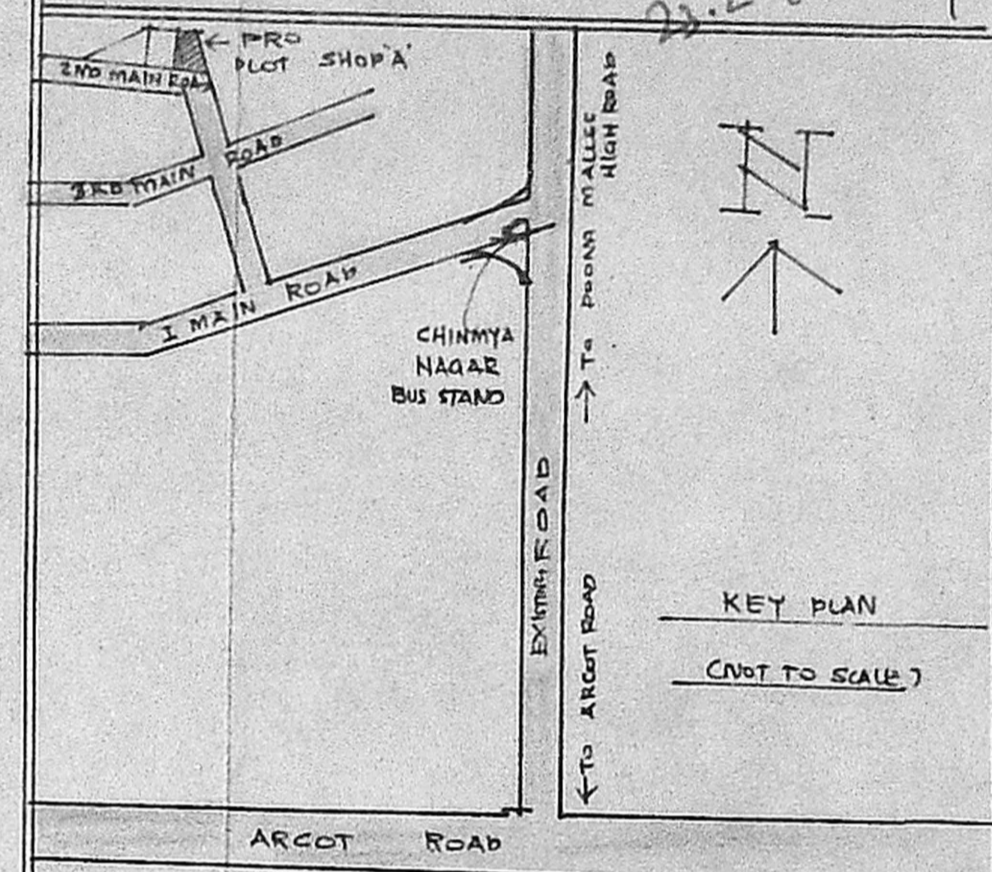 PRO
PLOT SHOP 'A'
2ND MAIN ROAD
3RD MAIN ROAD
I MAIN ROAD
CHINMYA
NAGAR
BUS STAND
EXISTING ROAD
TO POONA MALLEE
HIGH ROAD
TO ARCOT ROAD
N
KEY PLAN
(NOT TO SCALE)
ARCOT ROAD